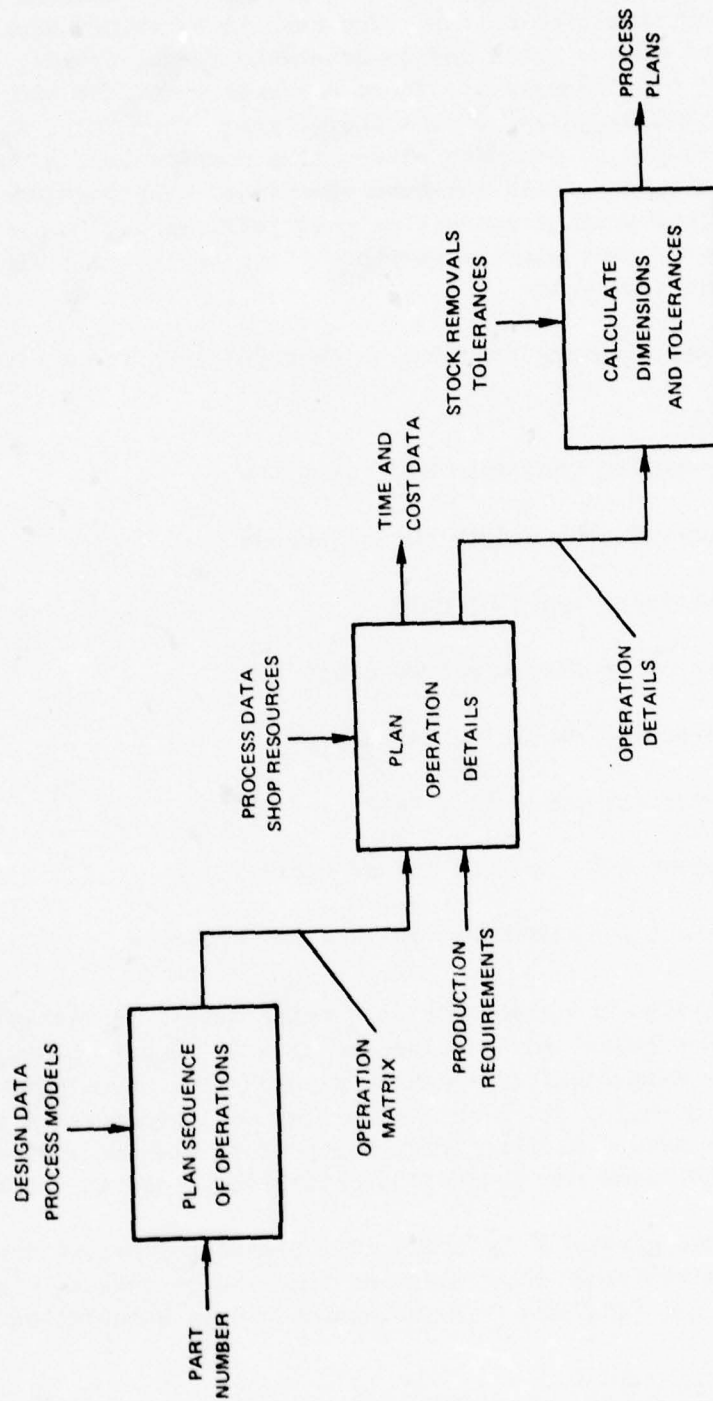 DESIGN DATA
PROCESS MODELS
PART
NUMBER
PLAN SEQUENCE
OF OPERATIONS
OPERATION
MATRIX
PROCESS DATA
SHOP RESOURCES
PRODUCTION
REQUIREMENTS
PLAN
OPERATION
DETAILS
TIME AND
COST DATA
OPERATION
DETAILS
STOCK REMOVALS
TOLERANCES
CALCULATE
DIMENSIONS
AND TOLERANCES
PROCESS
PLANS